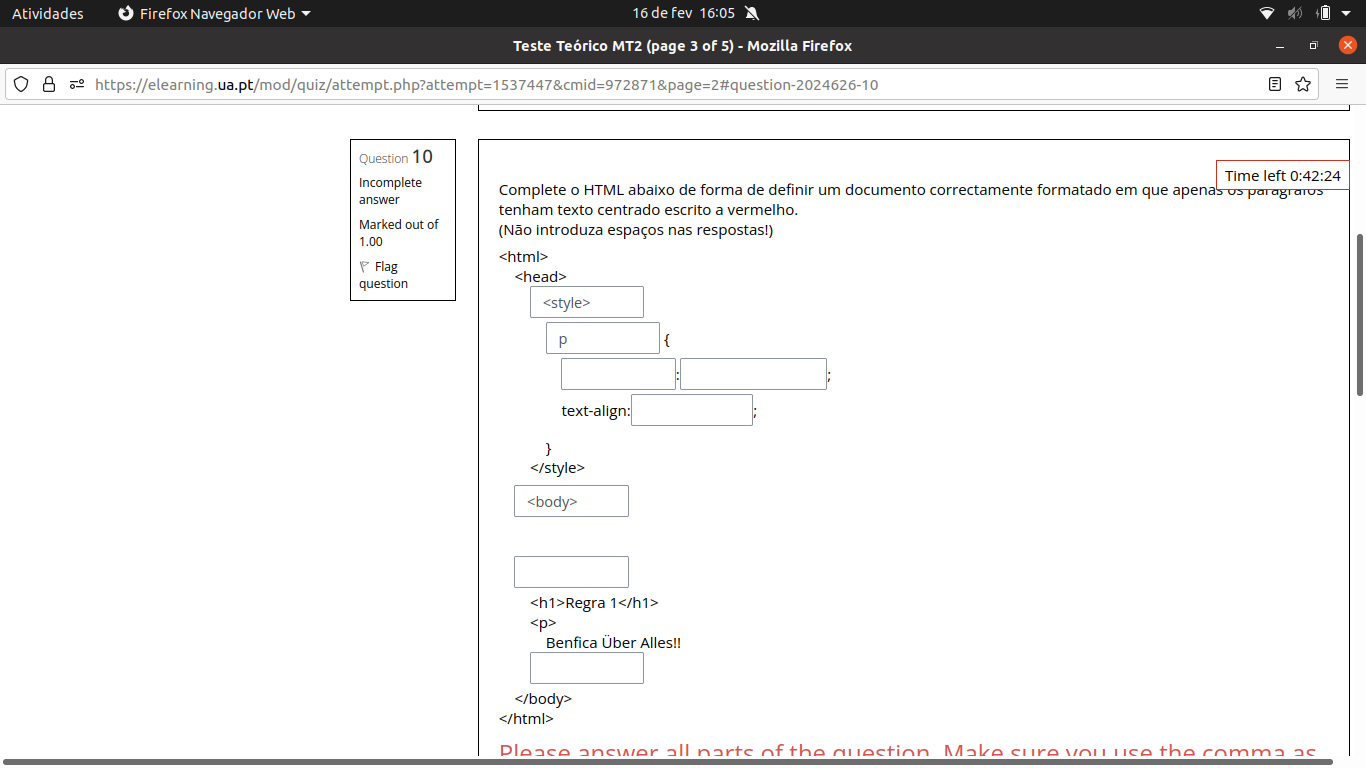 Atividades Firefox Navegador Web 16 de fev 16:05
Teste Teórico MT2 (page 3 of 5) - Mozilla Firefox
https://elearning.ua.pt/mod/quiz/attempt.php?attempt=1537447&cmid=972871&page=2#question-2024626-10
Question 10
Incomplete
answer
Marked out of
1.00
Flag
question
Time left 0:42:24
Complete o HTML abaixo de forma de definir um documento correctamente formatado em que apenas os parágrafos
tenham texto centrado escrito a vermelho.
(Não introduza espaços nas respostas!)
<html>
<head>
<style>
p {
: ;
text-align: ;
}
</style>
<body>
<h1>Regra 1</h1>
<p>
Benfica Über Alles!!
</body>
</html>
Please answer all parts of the question. Make sure you use the comma as